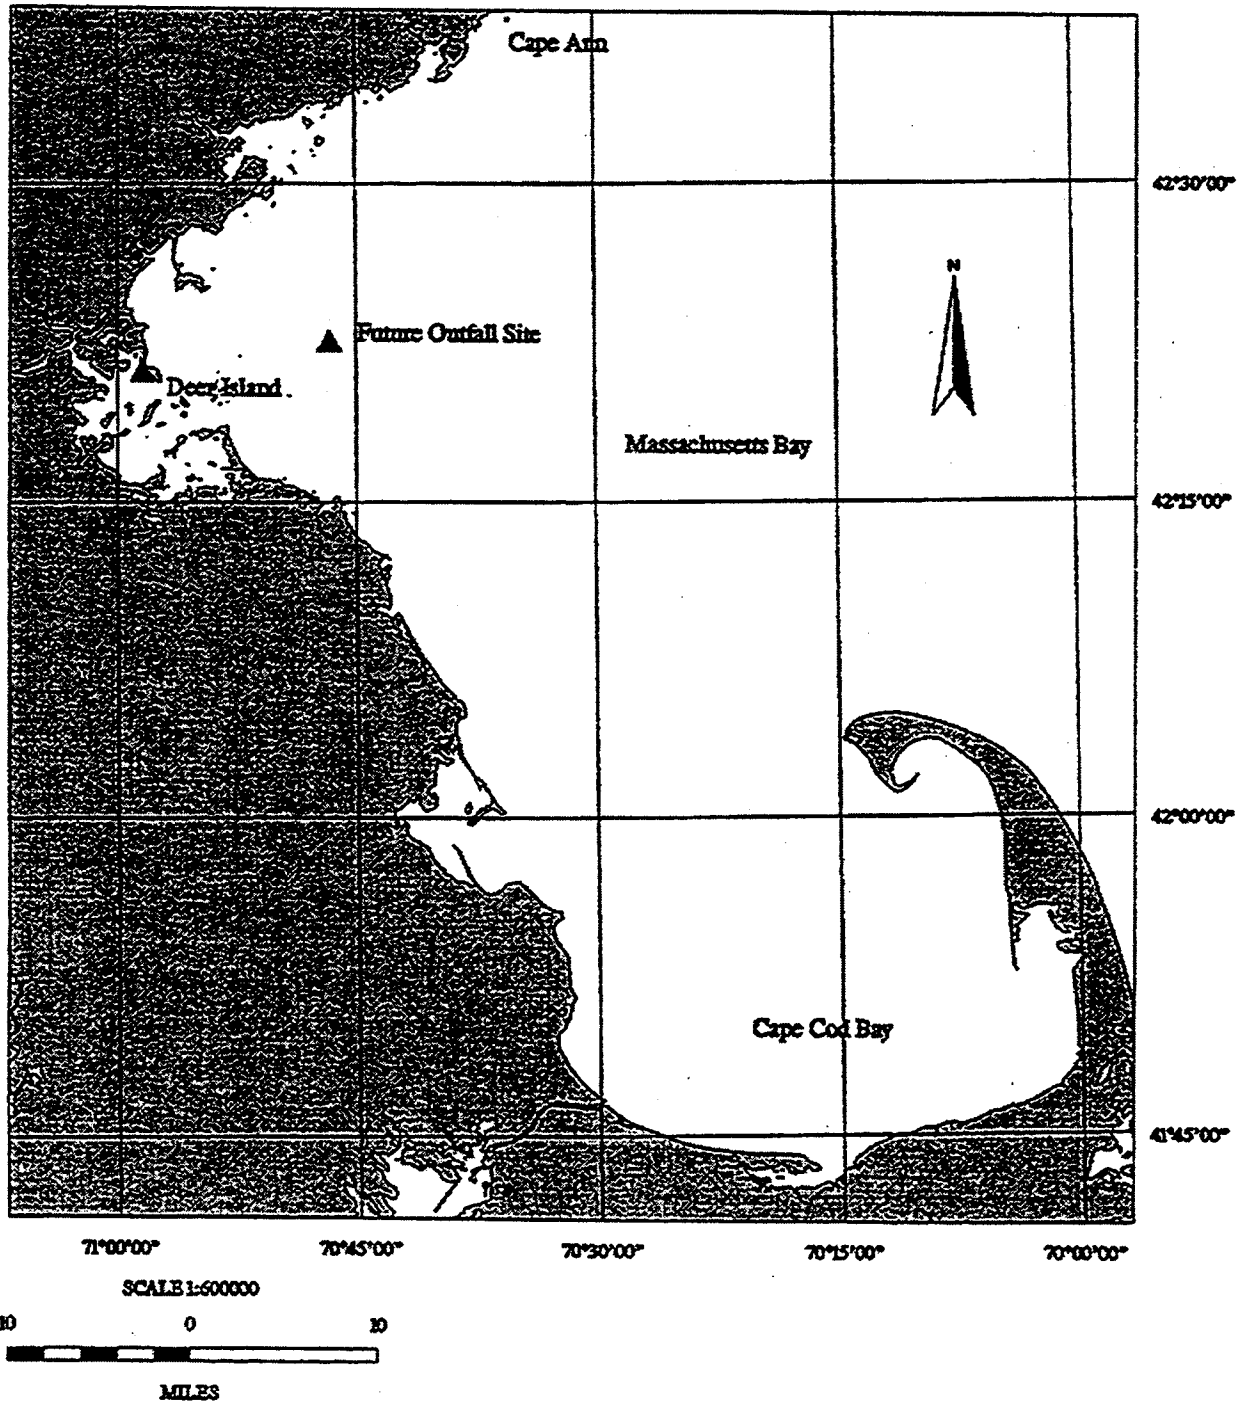 Cape Ann
42°30'00"
N
Future Outfall Site
Deer Island
Massachusetts Bay
42°15'00"
42°00'00"
Cape Cod Bay
41°45'00"
71°00'00" 70°45'00" 70°30'00" 70°15'00" 70°00'00"
SCALE 1:600000
10 0 10
MILES